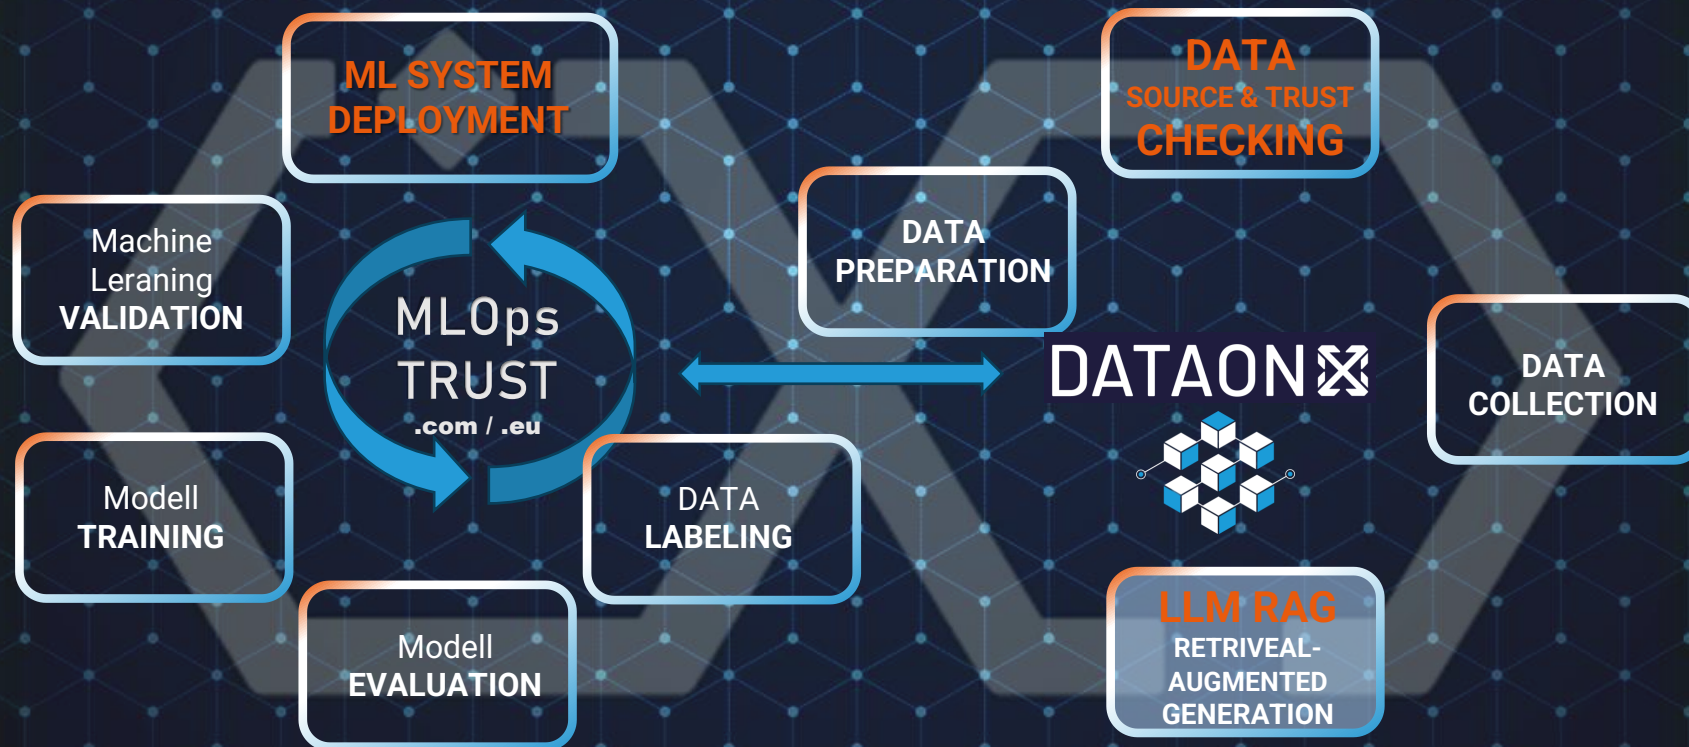 ML SYSTEM
DEPLOYMENT
DATA
SOURCE & TRUST
CHECKING
Machine
Leraning
VALIDATION
DATA
PREPARATION
MLOps
TRUST
.com / .eu
DATAON
DATA
COLLECTION
Modell
TRAINING
DATA
LABELING
Modell
EVALUATION
LLM RAG
RETRIVEAL-
AUGMENTED
GENERATION